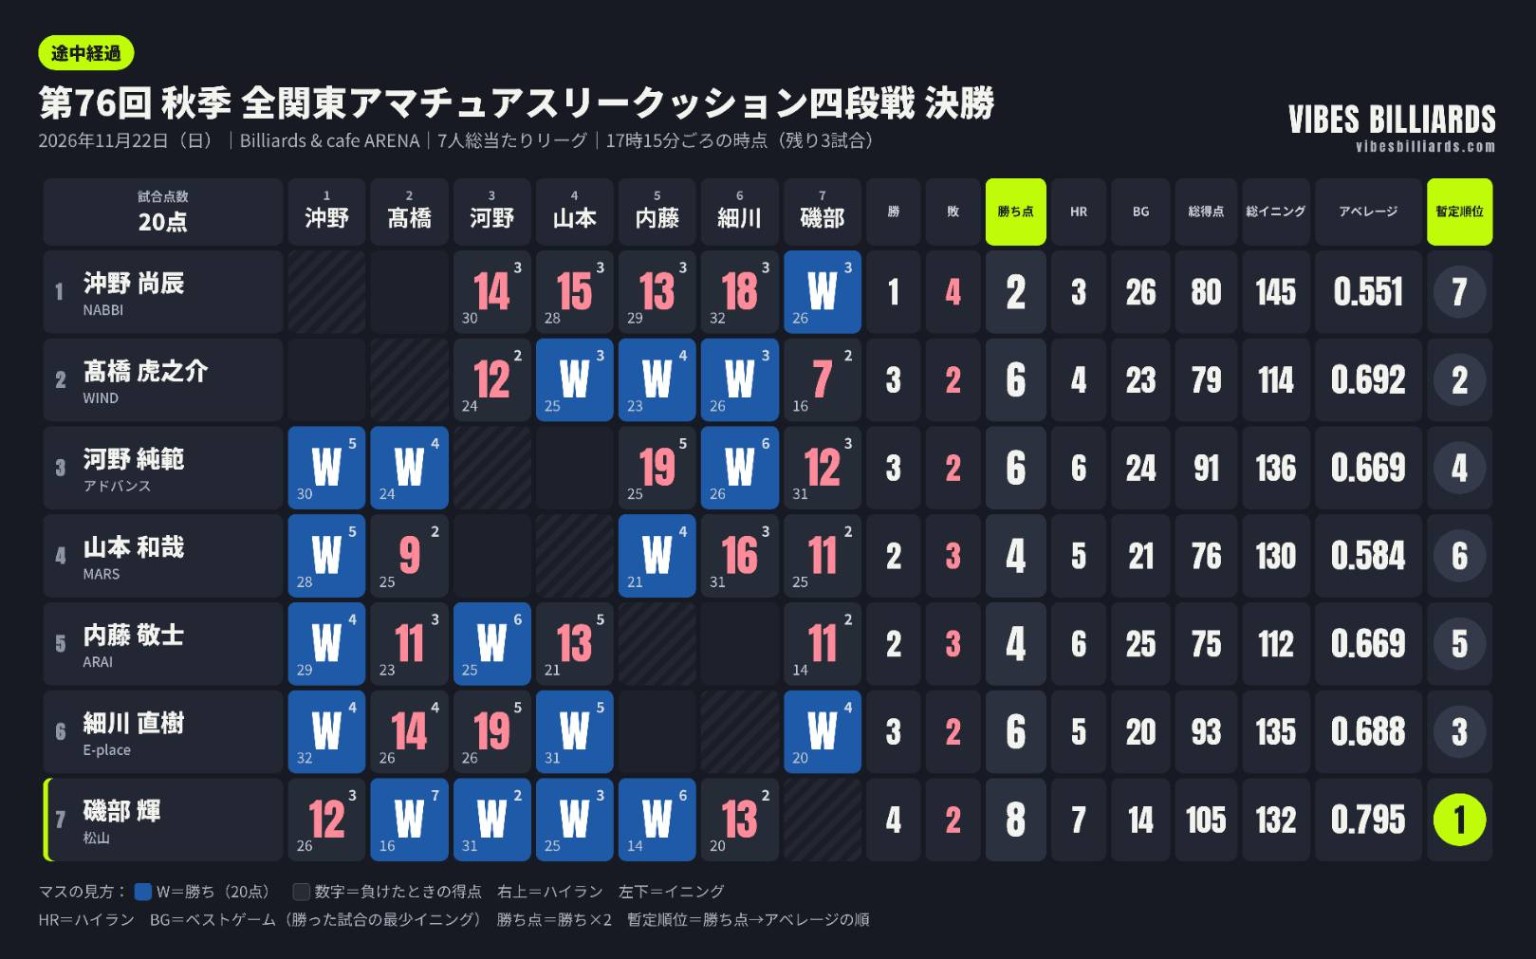 途中経過
第76回 秋季 全関東アマチュアスリークッション四段戦 決勝
2026年11月22日（日）｜Billiards & cafe ARENA｜7人総当たりリーグ｜17時15分ごろの時点（残り3試合）
VIBES BILLIARDS
vibesbilliards.com
試合点数 1 2 3 4 5 6 7
20点 沖野 髙橋 河野 山本 内藤 細川 磯部 勝 敗 勝ち点 HR BG 総得点 総イニング アベレージ 暫定順位
1 沖野 尚辰 NABBI 14 3 30 15 3 28 13 3 29 18 3 32 W 3 26 1 4 2 3 26 80 145 0.551 7
2 髙橋 虎之介 WIND 12 2 24 W 3 25 W 4 23 W 3 26 7 2 16 3 2 6 4 23 79 114 0.692 2
3 河野 純範 アドバンス W 5 30 W 4 24 19 5 25 W 6 26 12 3 31 3 2 6 6 24 91 136 0.669 4
4 山本 和哉 MARS W 5 28 9 2 25 W 4 21 16 3 31 11 2 25 2 3 4 5 21 76 130 0.584 6
5 内藤 敬士 ARAI W 4 29 11 3 23 W 6 25 13 5 21 11 2 14 2 3 4 6 25 75 112 0.669 5
6 細川 直樹 E-place W 4 32 14 4 26 19 5 26 W 5 31 W 4 20 3 2 6 5 20 93 135 0.688 3
7 磯部 輝 松山 12 3 26 W 7 16 W 2 31 W 3 25 W 6 14 13 2 20 4 2 8 7 14 105 132 0.795 1
マスの見方： W＝勝ち（20点） 数字＝負けたときの得点 右上＝ハイラン 左下＝イニング
HR＝ハイラン BG＝ベストゲーム（勝った試合の最少イニング） 勝ち点＝勝ち×2 暫定順位＝勝ち点→アベレージの順